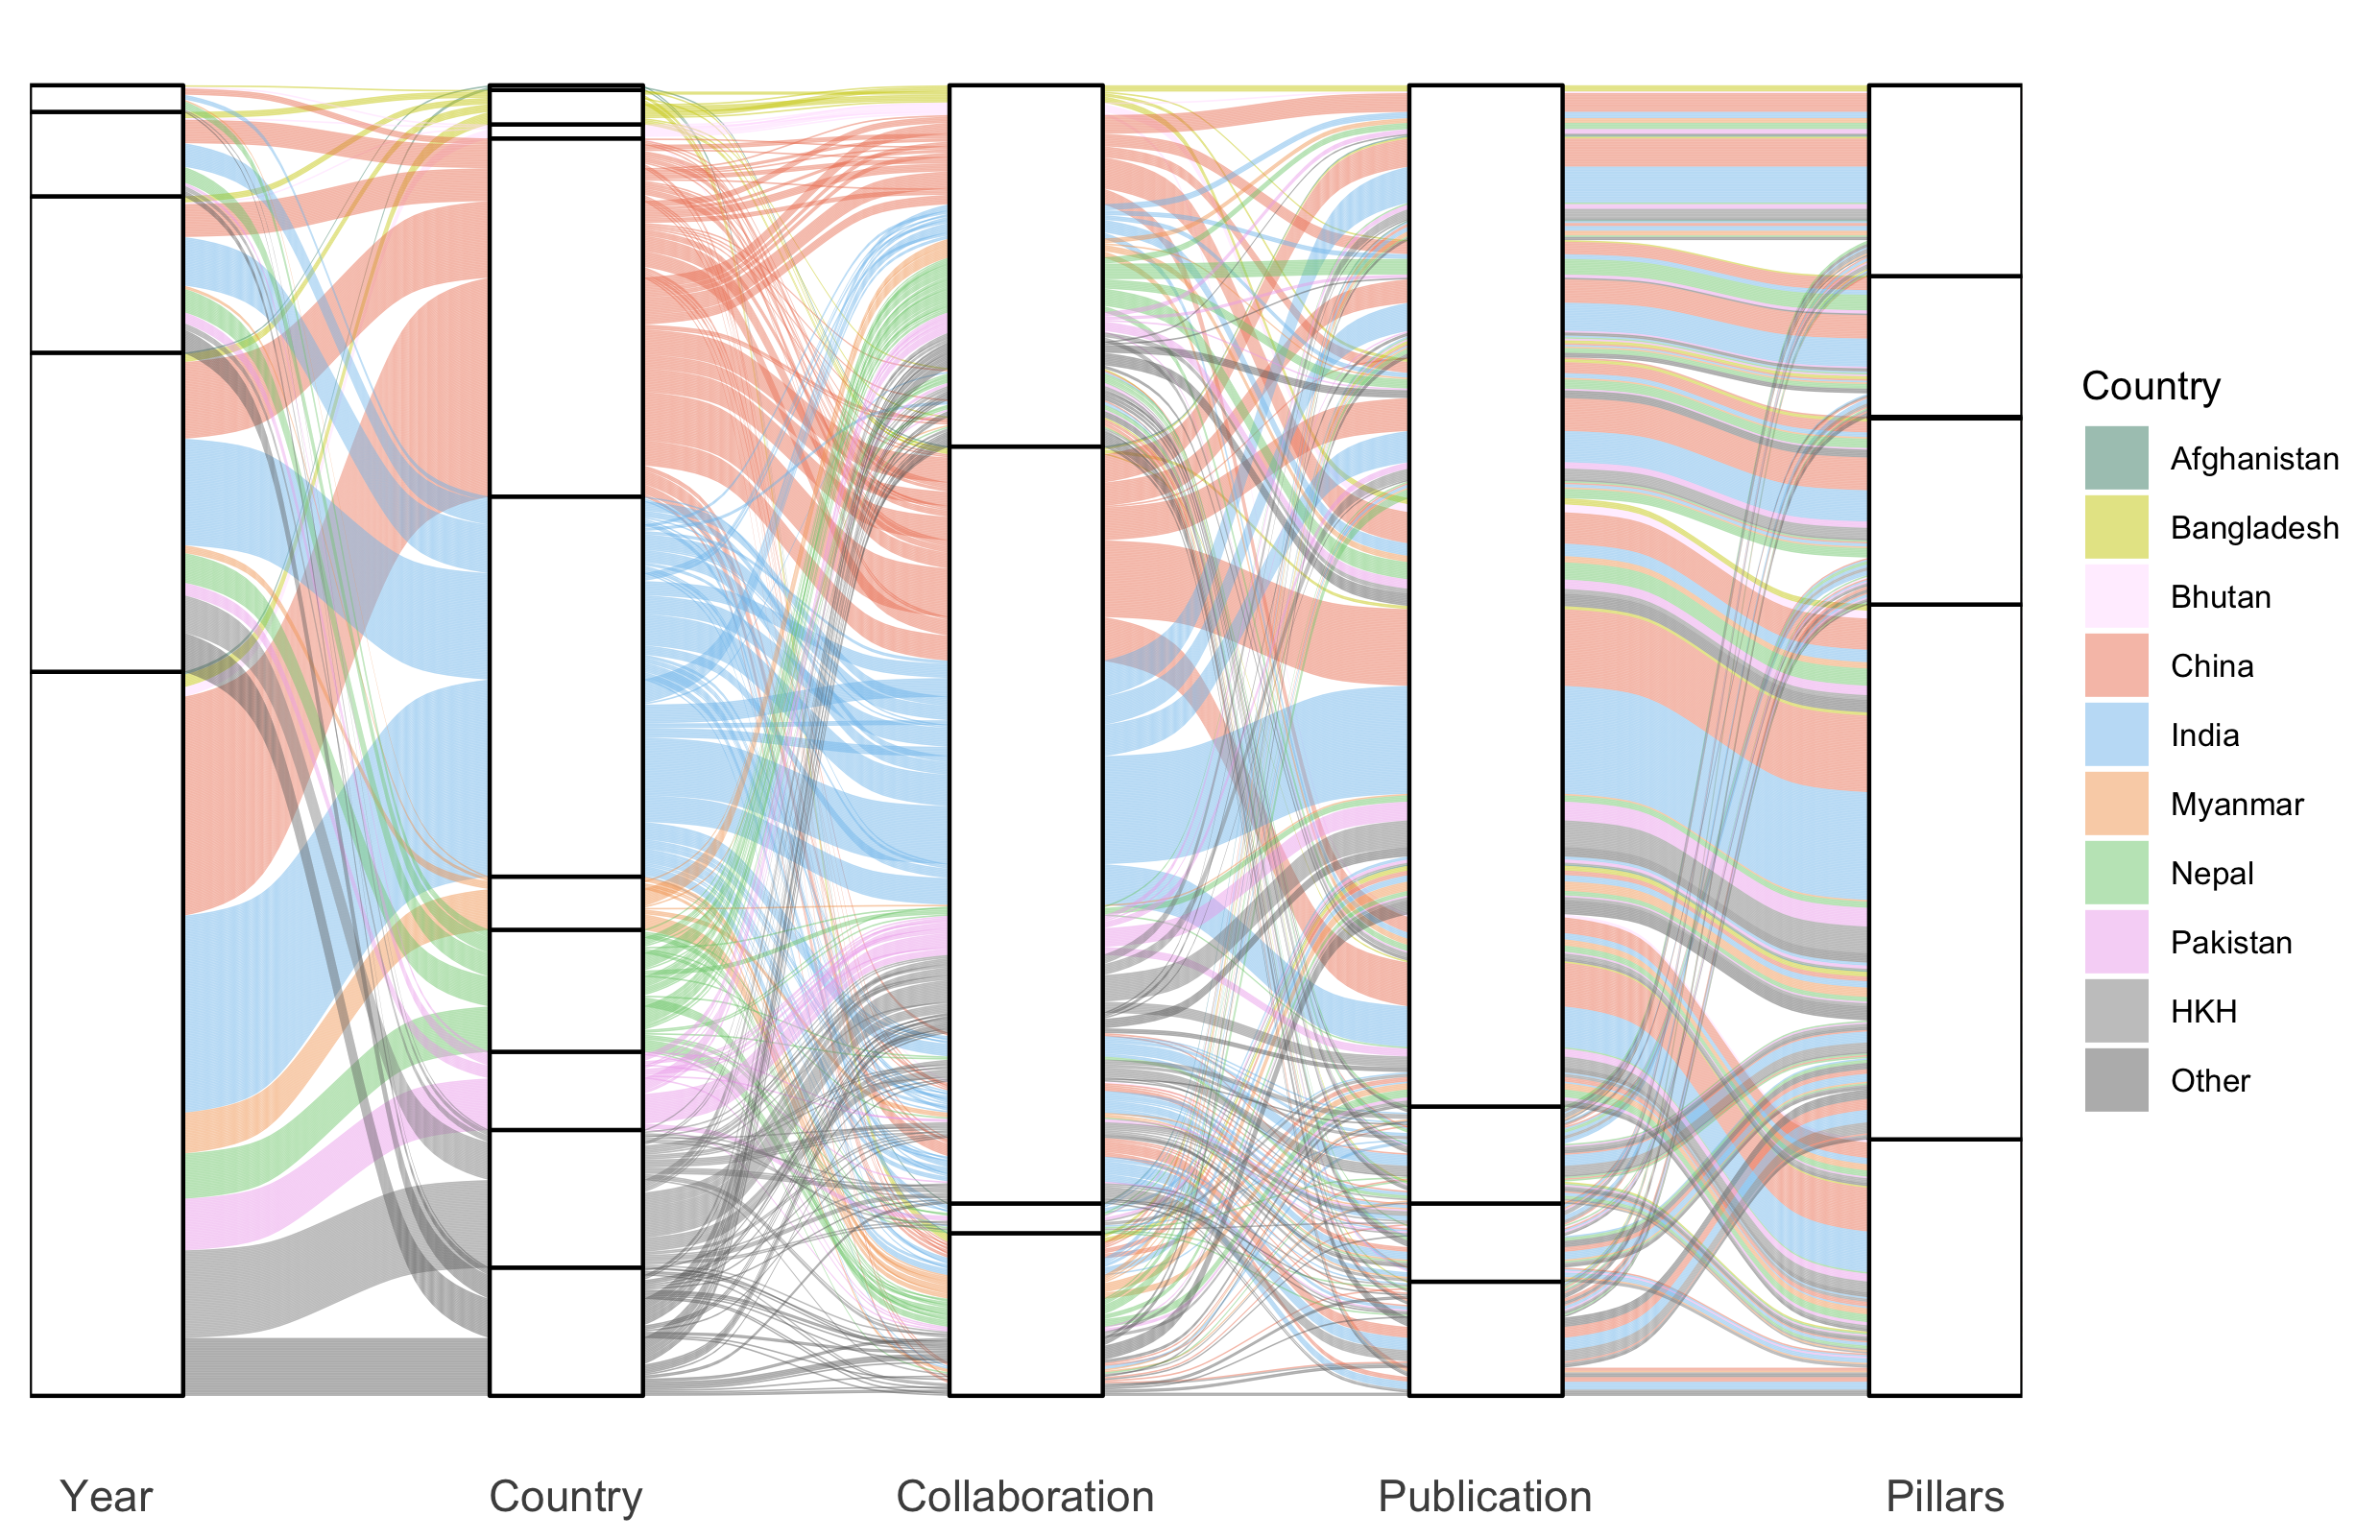 Country
Afghanistan
Bangladesh
Bhutan
China
India
Myanmar
Nepal
Pakistan
HKH
Other
Year
Country
Collaboration
Publication
Pillars